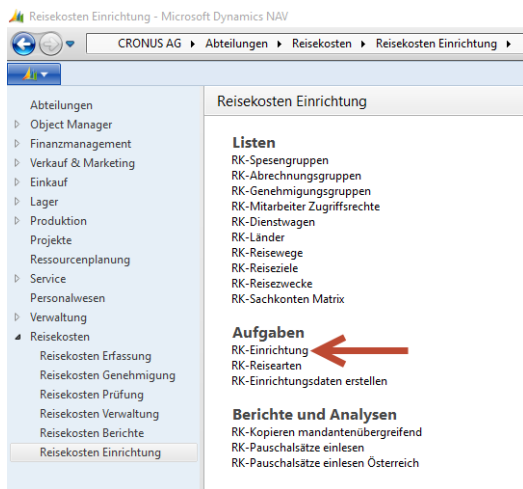 Reisekosten Einrichtung - Microsoft Dynamics NAV
CRONUS AG ▸ Abteilungen ▸ Reisekosten ▸ Reisekosten Einrichtung ▸
Abteilungen
Object Manager
Finanzmanagement
Verkauf & Marketing
Einkauf
Lager
Produktion
Projekte
Ressourcenplanung
Service
Personalwesen
Verwaltung
Reisekosten
Reisekosten Erfassung
Reisekosten Genehmigung
Reisekosten Prüfung
Reisekosten Verwaltung
Reisekosten Berichte
Reisekosten Einrichtung
Reisekosten Einrichtung
Listen
RK-Spesengruppen
RK-Abrechnungsgruppen
RK-Genehmigungsgruppen
RK-Mitarbeiter Zugriffsrechte
RK-Dienstwagen
RK-Länder
RK-Reisewege
RK-Reiseziele
RK-Reisezwecke
RK-Sachkonten Matrix
Aufgaben
RK-Einrichtung
RK-Reisearten
RK-Einrichtungsdaten erstellen
Berichte und Analysen
RK-Kopieren mandantenübergreifend
RK-Pauschalsätze einlesen
RK-Pauschalsätze einlesen Österreich